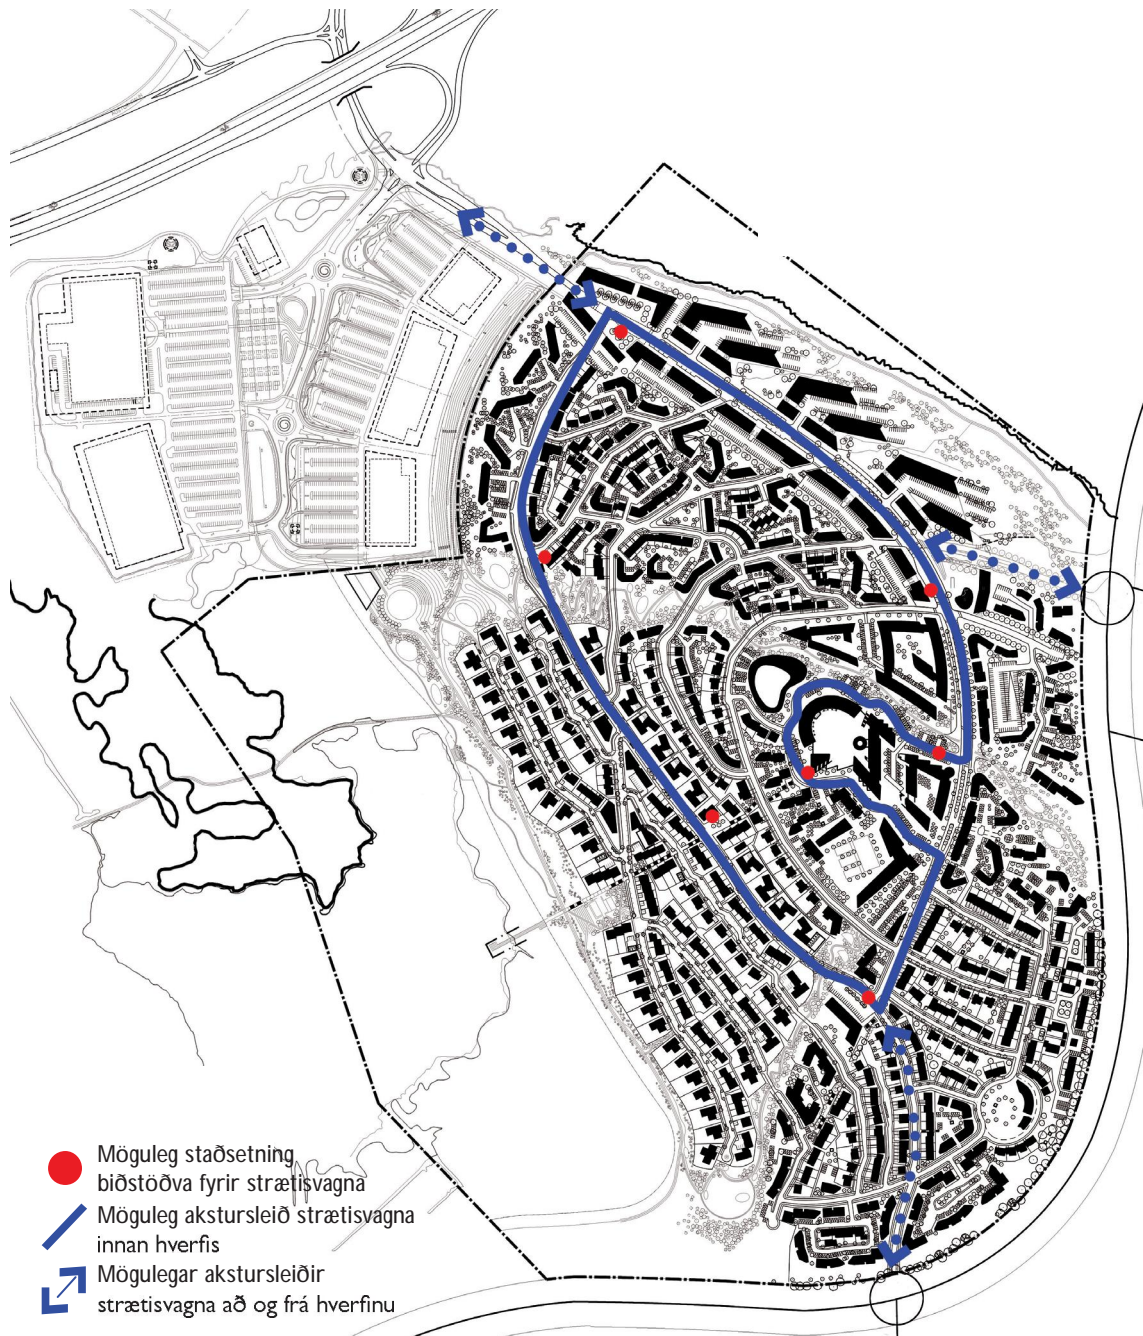 Möguleg staðsetning
biðstöðva fyrir strætisvagna
Möguleg akstursleið strætisvagna
innan hverfis
Mögulegar akstursleiðir
strætisvagna að og frá hverfinu